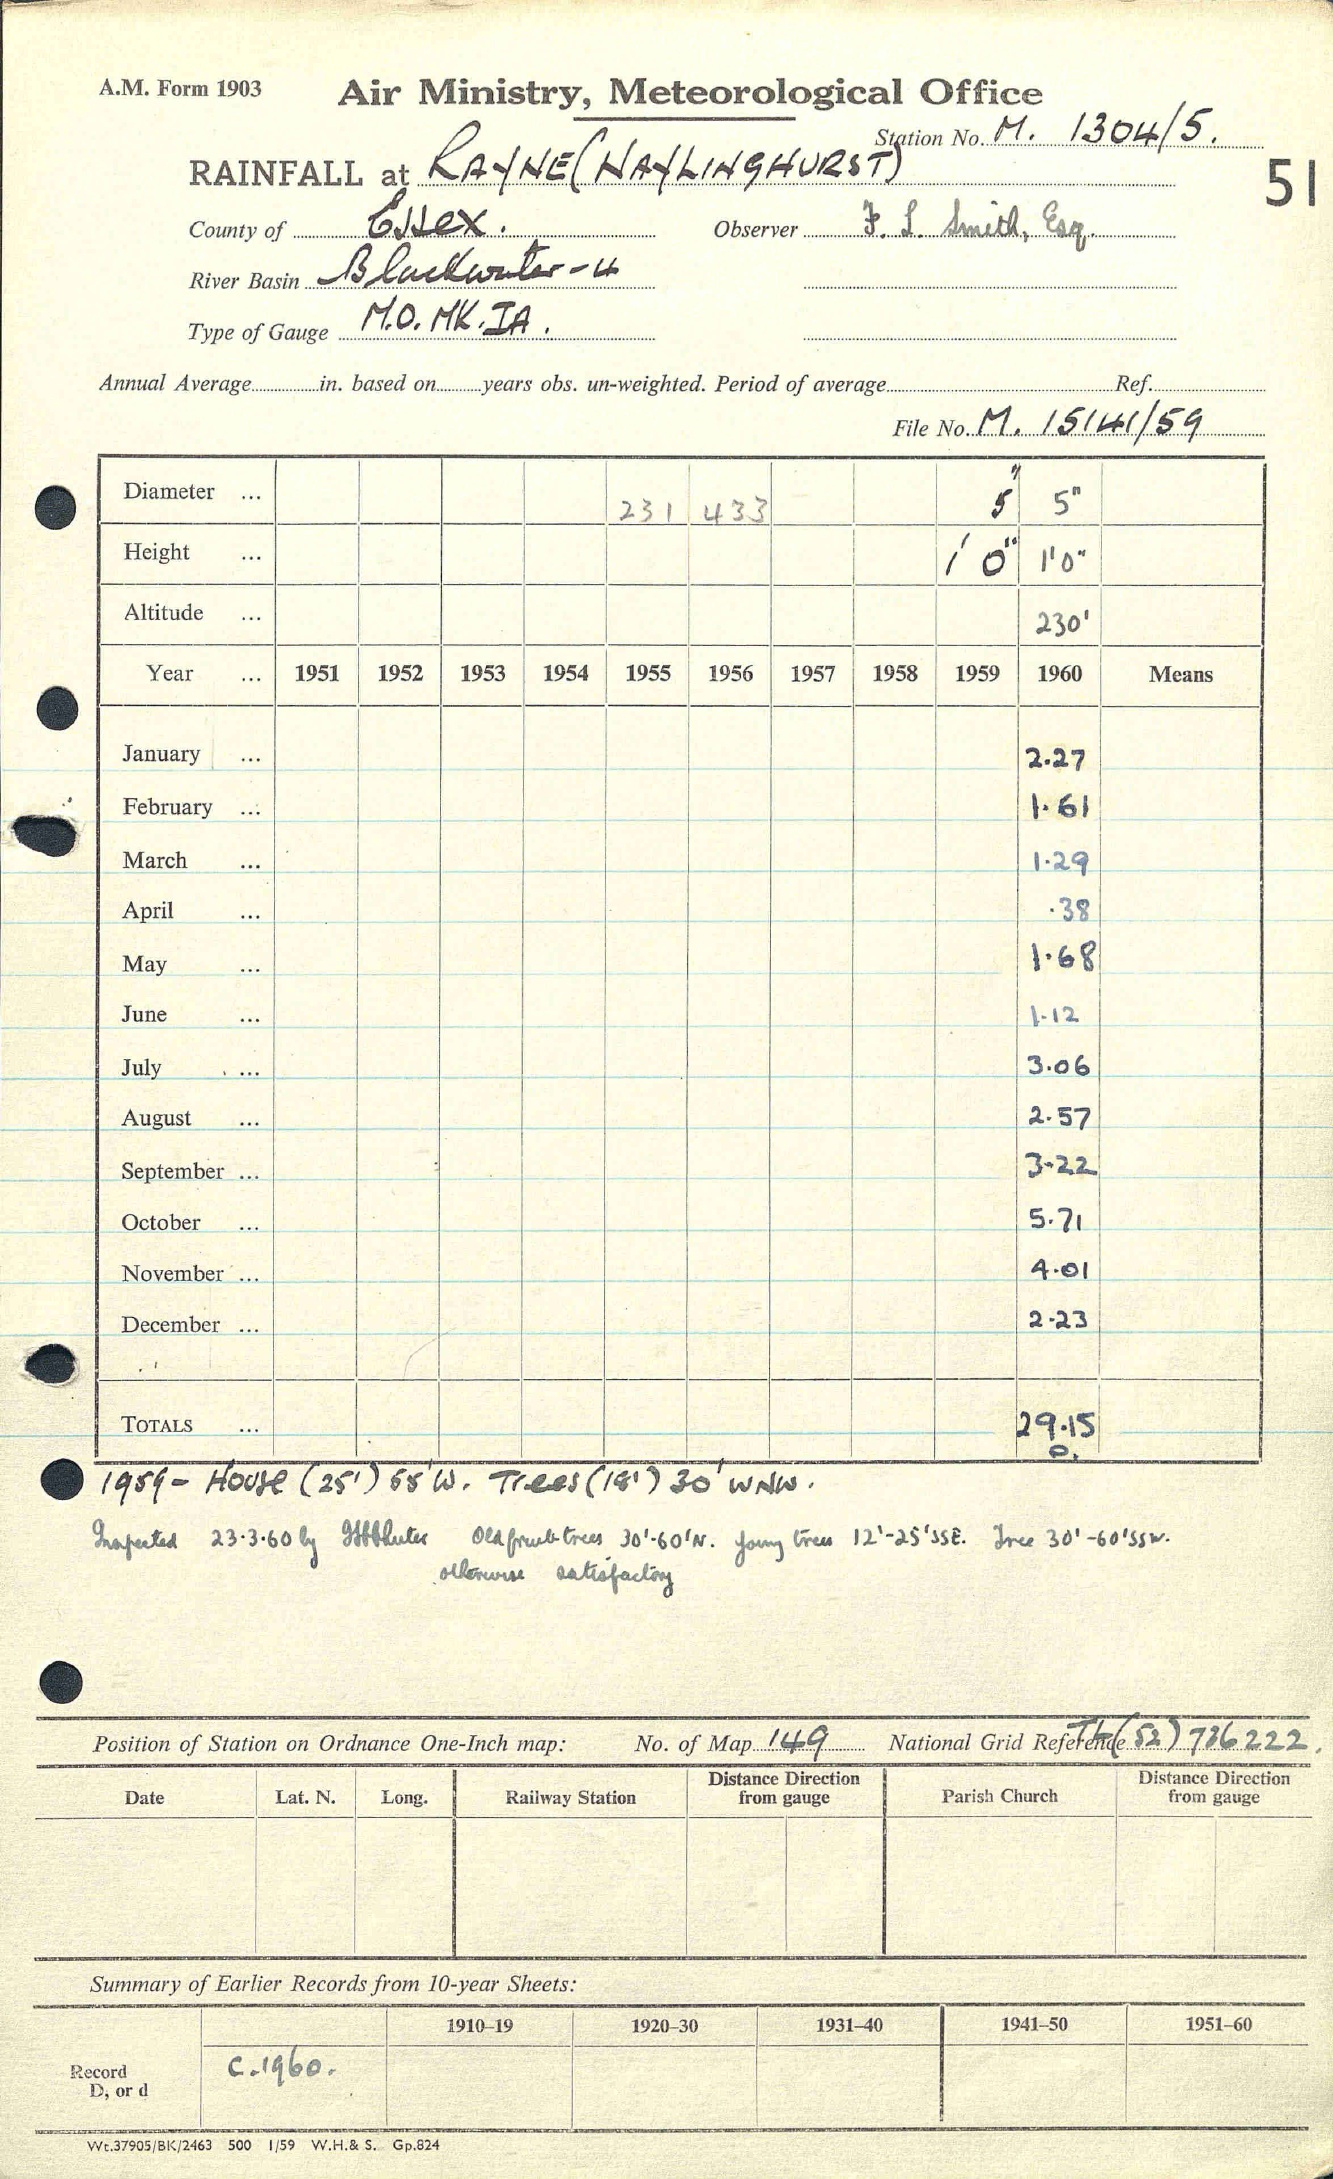 A.M. Form 1903 Air Ministry, Meteorological Office
Station No. M. 1304/5.
RAINFALL at RAYNE (NAYLINGHURST)
51
County of Essex. Observer F. L. Smith, Esq.
River Basin Blackwater - 4
Type of Gauge M.O. MK. IA.
Annual Average in. based on years obs. un-weighted. Period of average Ref.
File No. M. 15141/59
Diameter ... 231 433 5" 5"
Height ... 1' 0" 1'0"
Altitude ... 230'
Year ... 1951 1952 1953 1954 1955 1956 1957 1958 1959 1960 Means
January ... 2.27
February ... 1.61
March ... 1.29
April ... .38
May ... 1.68
June ... 1.12
July ... 3.06
August ... 2.57
September ... 3.22
October ... 5.71
November ... 4.01
December ... 2.23
TOTALS ... 29.15
o.
1959 - House (25') 55' W. Trees (18') 30' WNW.
Inspected 23.3.60 by Old fruit trees 30'-60'N. young trees 12'-25'SSE. Tree 30'-60'SSW.
otherwise satisfactory
Position of Station on Ordnance One-Inch map: No. of Map 149 National Grid Reference TL (52) 736222.
Date Lat. N. Long. Railway Station Distance Direction from gauge Parish Church Distance Direction from gauge
Summary of Earlier Records from 10-year Sheets:
1910–19 1920–30 1931–40 1941–50 1951–60
Record D, or d C.1960.
Wt.37905/BK/2463 500 1/59 W.H.& S. Gp.824